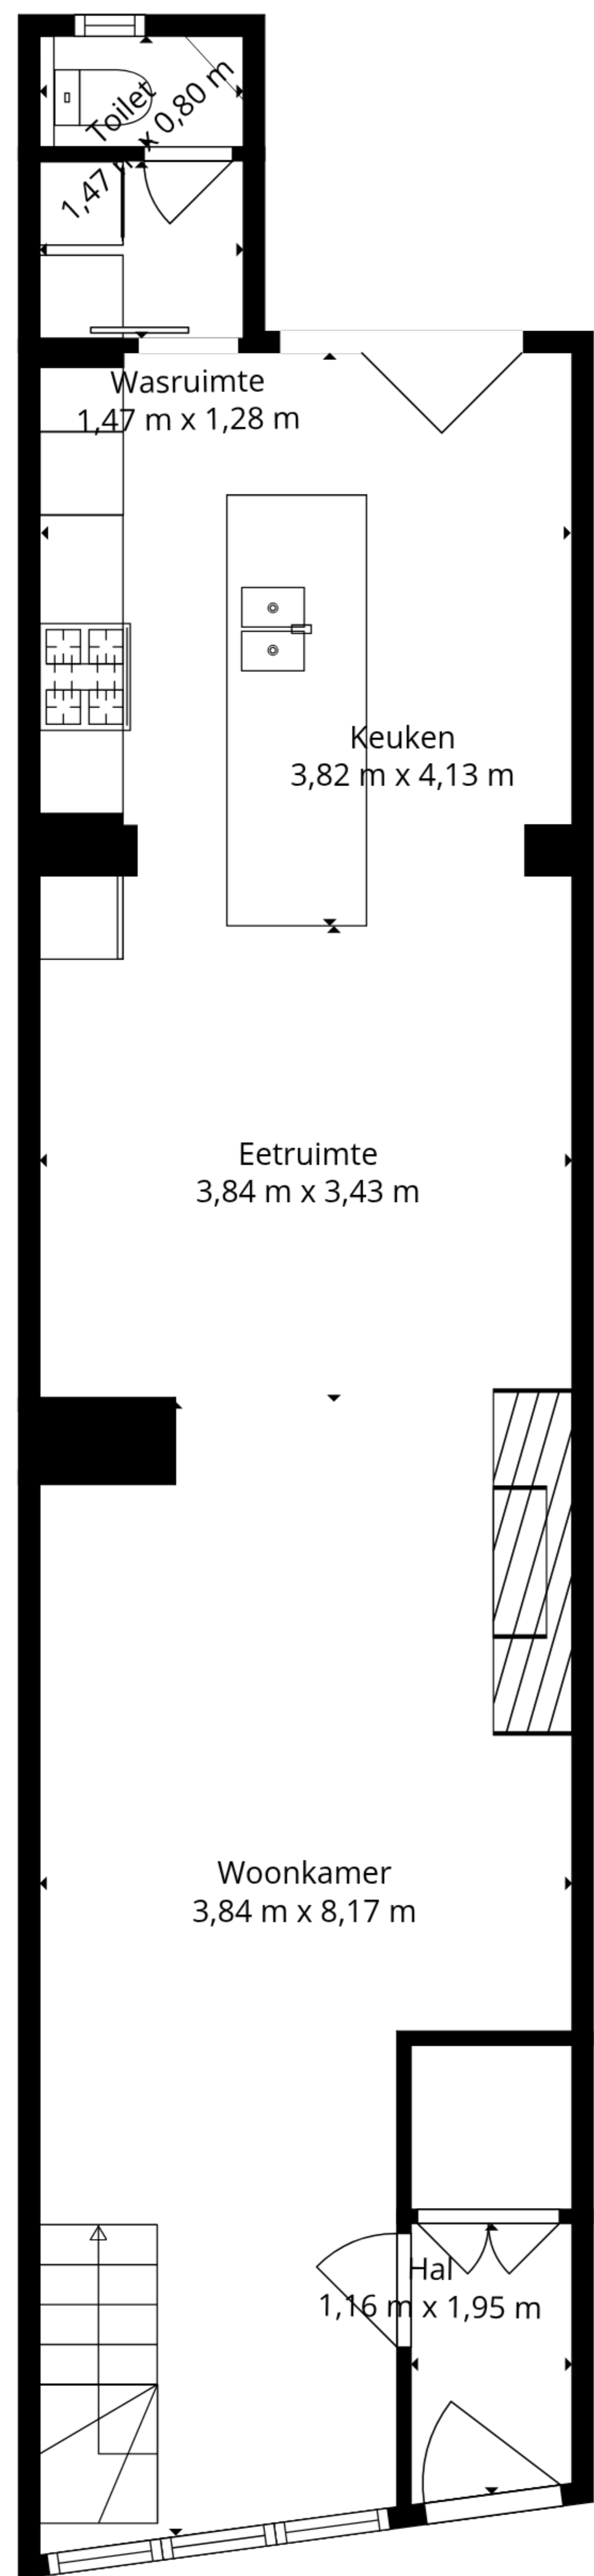 Toilet
1,47 m x 0,80 m
Wasruimte
1,47 m x 1,28 m
Keuken
3,82 m x 4,13 m
Eetruimte
3,84 m x 3,43 m
Woonkamer
3,84 m x 8,17 m
Hal
1,16 m x 1,95 m